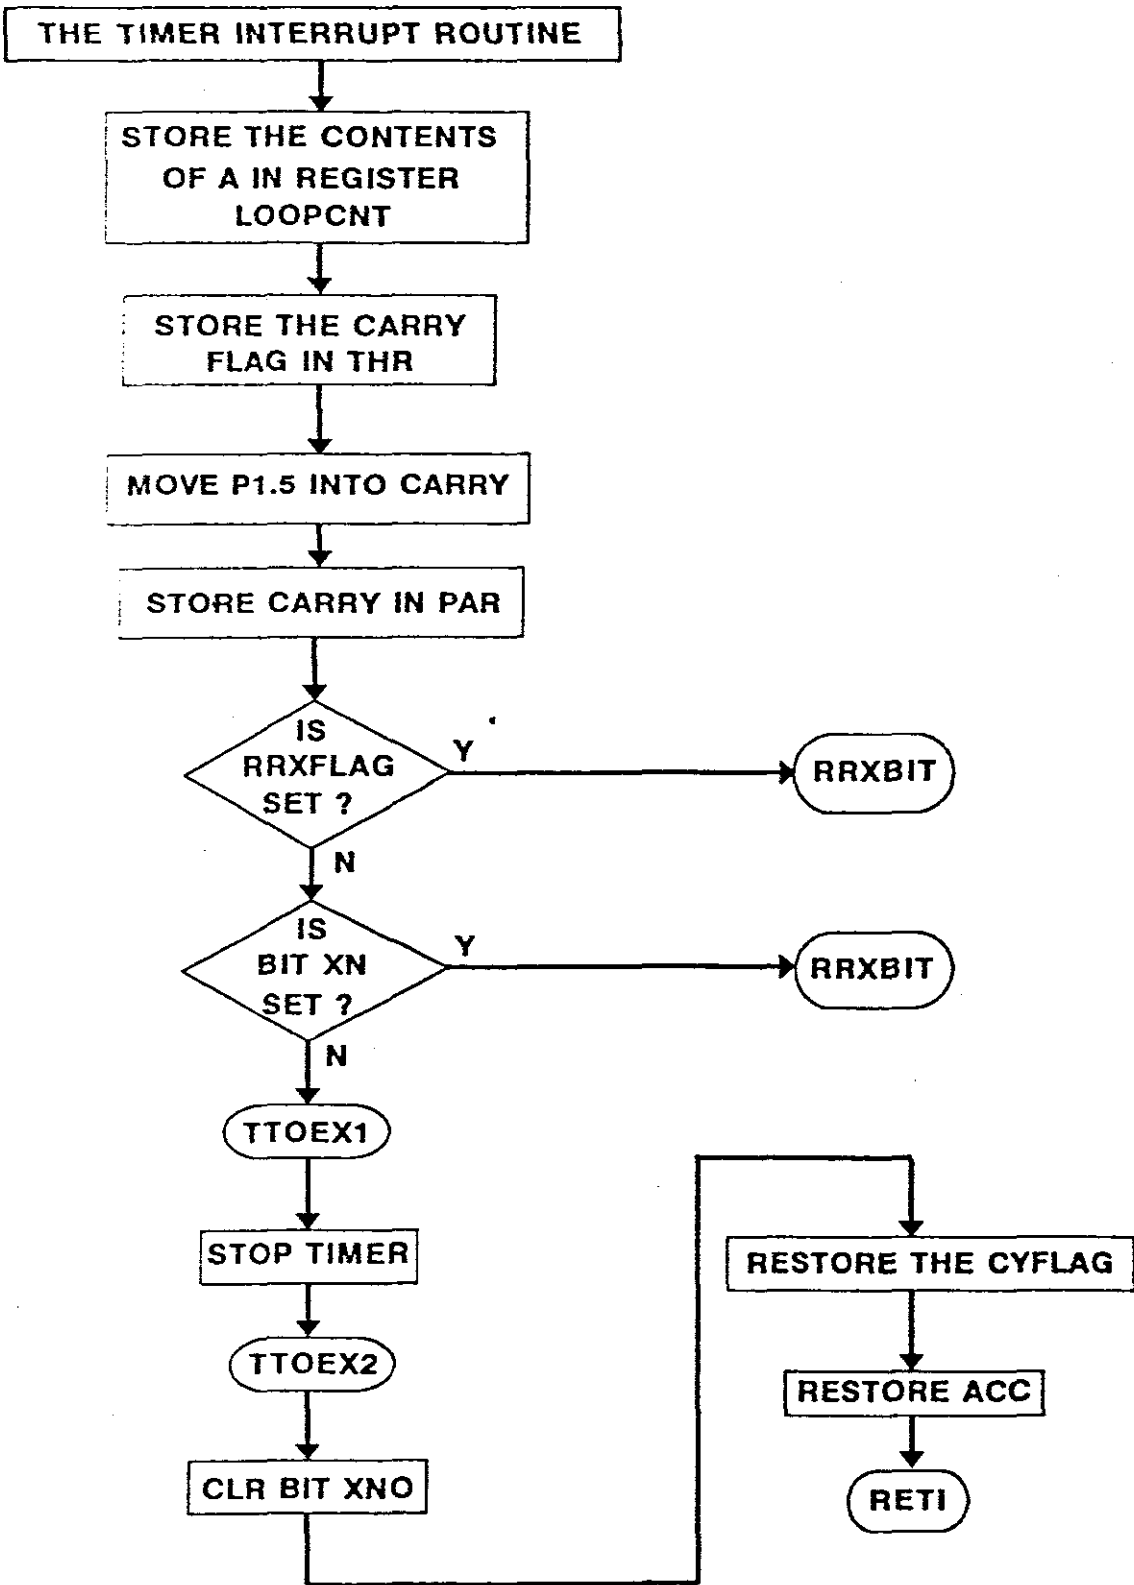 THE TIMER INTERRUPT ROUTINE
STORE THE CONTENTS
OF A IN REGISTER
LOOPCNT
STORE THE CARRY
FLAG IN THR
MOVE P1.5 INTO CARRY
STORE CARRY IN PAR
IS
RRXFLAG
SET ?
Y
RRXBIT
N
IS
BIT XN
SET ?
Y
RRXBIT
N
TTOEX1
STOP TIMER
TTOEX2
CLR BIT XNO
RESTORE THE CYFLAG
RESTORE ACC
RETI